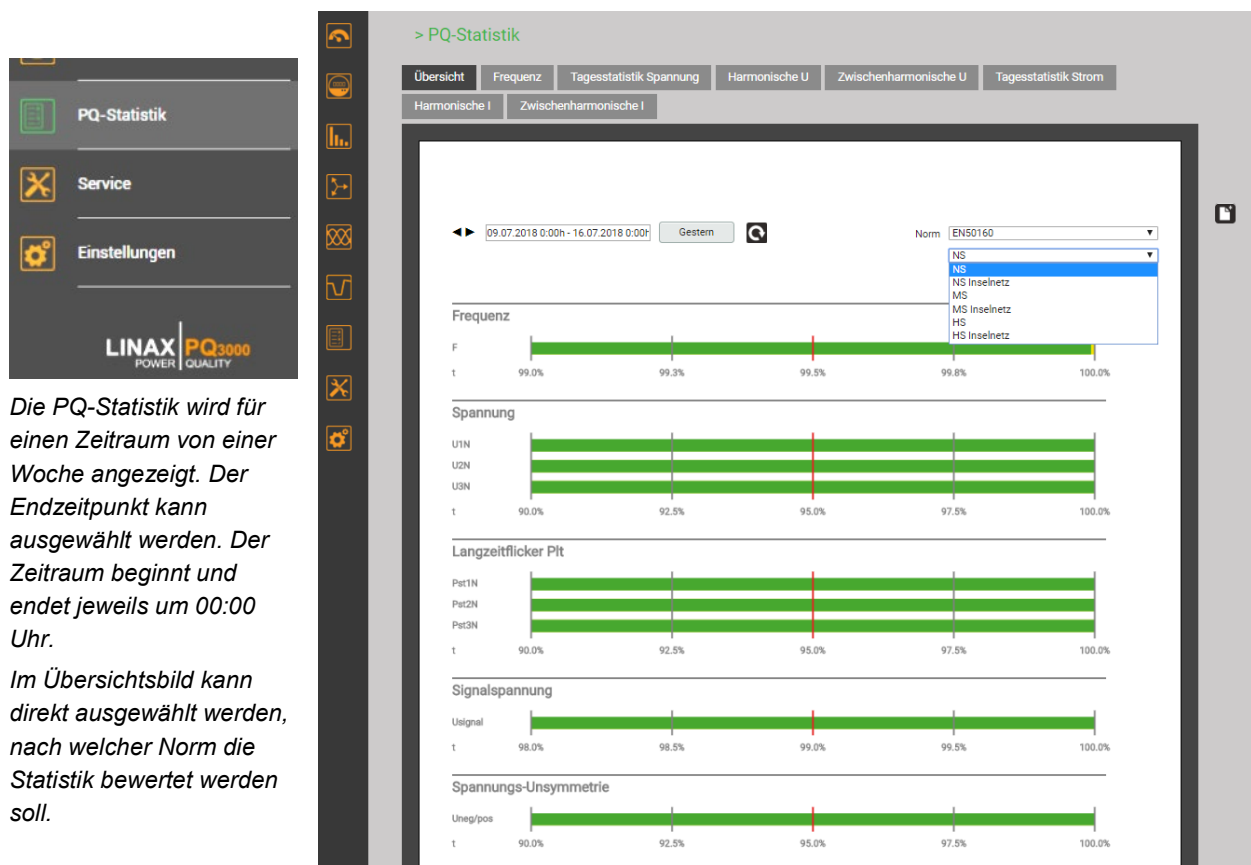 PQ-Statistik
Service
Einstellungen
LINAX PQ3000
POWER QUALITY
Die PQ-Statistik wird für
einen Zeitraum von einer
Woche angezeigt. Der
Endzeitpunkt kann
ausgewählt werden. Der
Zeitraum beginnt und
endet jeweils um 00:00
Uhr.
Im Übersichtsbild kann
direkt ausgewählt werden,
nach welcher Norm die
Statistik bewertet werden
soll.
> PQ-Statistik
Übersicht Frequenz Tagesstatistik Spannung Harmonische U Zwischenharmonische U Tagesstatistik Strom
Harmonische I Zwischenharmonische I
09.07.2018 0:00h - 16.07.2018 0:00h Gestern Norm EN50160
NS
NS
NS Inselnetz
MS
MS Inselnetz
HS
HS Inselnetz
Frequenz
F
t 99.0% 99.3% 99.5% 99.8% 100.0%
Spannung
U1N
U2N
U3N
t 90.0% 92.5% 95.0% 97.5% 100.0%
Langzeitflicker Plt
Pst1N
Pst2N
Pst3N
t 90.0% 92.5% 95.0% 97.5% 100.0%
Signalspannung
Usignal
t 98.0% 98.5% 99.0% 99.5% 100.0%
Spannungs-Unsymmetrie
Uneg/pos
t 90.0% 92.5% 95.0% 97.5% 100.0%